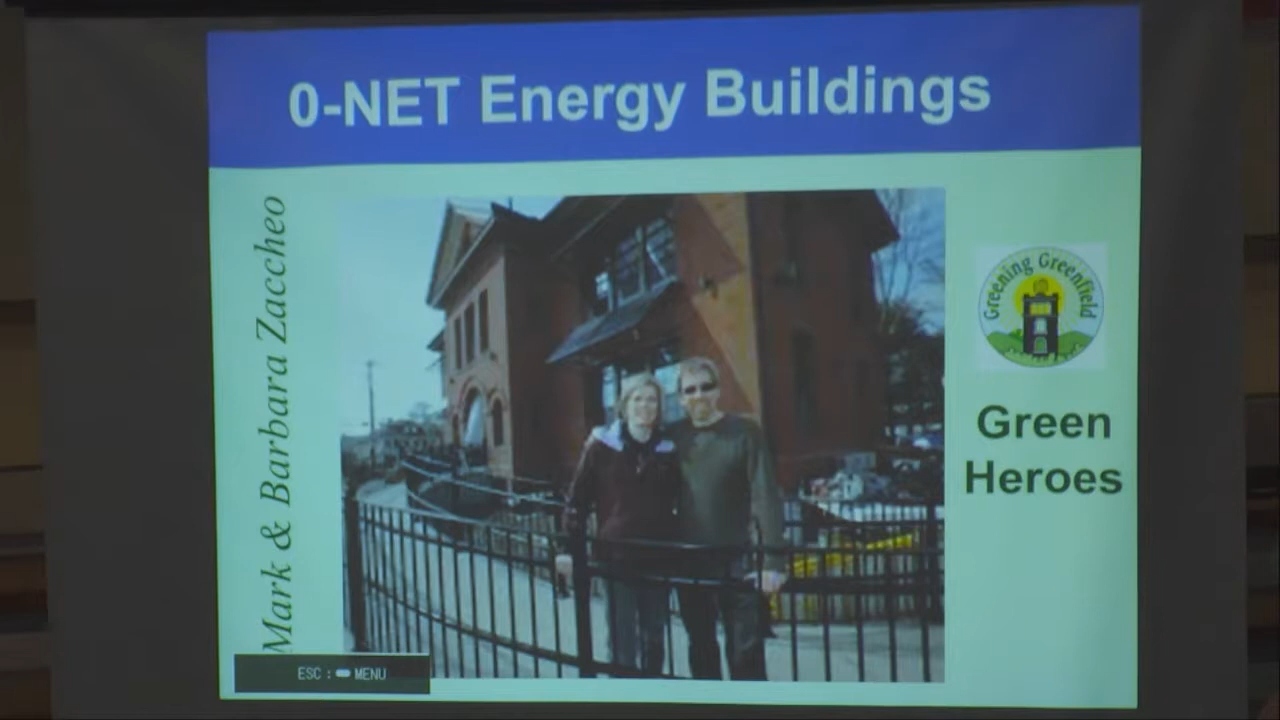 0-NET Energy Buildings
Mark & Barbara Zaccheo
Greening Greenfield
Green
Heroes
ESC : MENU